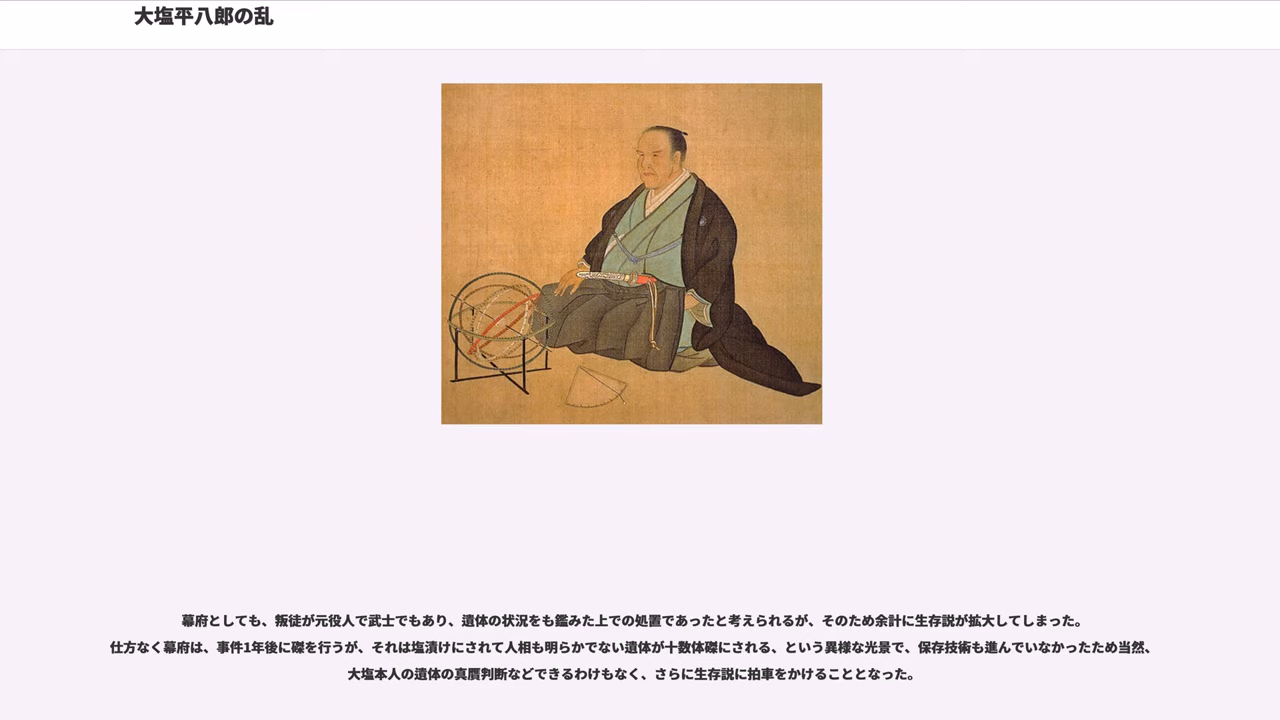 大塩平八郎の乱
幕府としても、叛徒が元役人で武士でもあり、遺体の状況をも鑑みた上での処置であったと考えられるが、そのため余計に生存説が拡大してしまった。
仕方なく幕府は、事件1年後に磔を行うが、それは塩漬けにされて人相も明らかでない遺体が十数体磔にされる、という異様な光景で、保存技術も進んでいなかったため当然、
大塩本人の遺体の真贋判断などできるわけもなく、さらに生存説に拍車をかけることとなった。